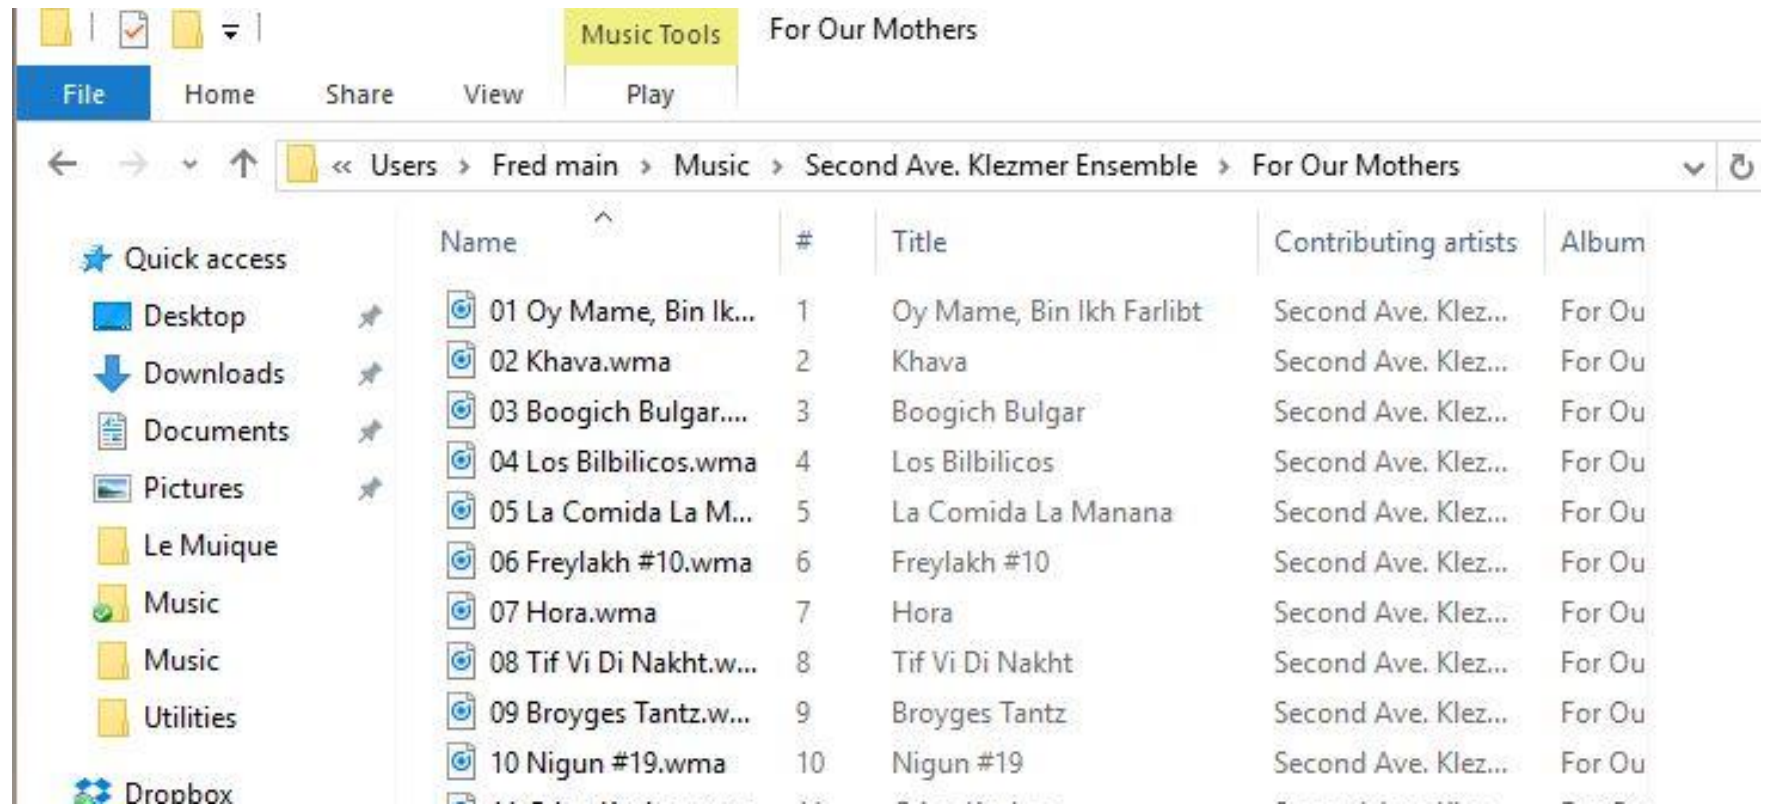 Music Tools For Our Mothers
File Home Share View Play
« Users › Fred main › Music › Second Ave. Klezmer Ensemble › For Our Mothers
Name # Title Contributing artists Album
Quick access
Desktop
Downloads
Documents
Pictures
Le Muique
Music
Music
Utilities
Dropbox
01 Oy Mame, Bin Ik... 1 Oy Mame, Bin Ikh Farlibt Second Ave. Klez... For Ou
02 Khava.wma 2 Khava Second Ave. Klez... For Ou
03 Boogich Bulgar.... 3 Boogich Bulgar Second Ave. Klez... For Ou
04 Los Bilbilicos.wma 4 Los Bilbilicos Second Ave. Klez... For Ou
05 La Comida La M... 5 La Comida La Manana Second Ave. Klez... For Ou
06 Freylakh #10.wma 6 Freylakh #10 Second Ave. Klez... For Ou
07 Hora.wma 7 Hora Second Ave. Klez... For Ou
08 Tif Vi Di Nakht.w... 8 Tif Vi Di Nakht Second Ave. Klez... For Ou
09 Broyges Tantz.w... 9 Broyges Tantz Second Ave. Klez... For Ou
10 Nigun #19.wma 10 Nigun #19 Second Ave. Klez... For Ou